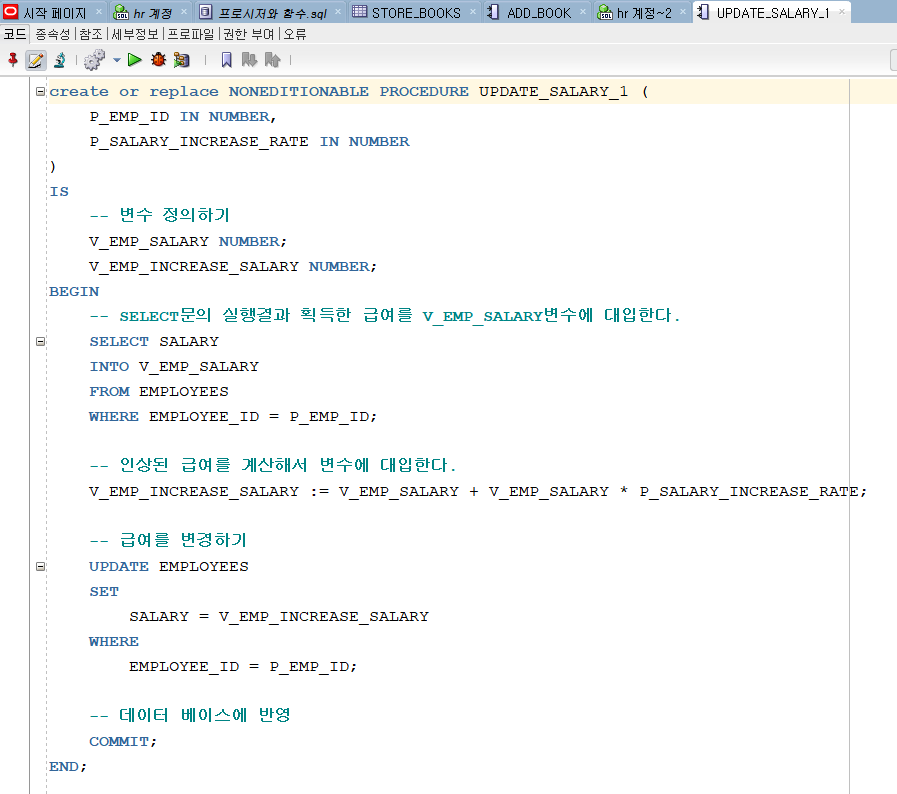 시작 페이지 hr 계정 프로시저와 함수.sql STORE_BOOKS ADD_BOOK hr 계정~2 UPDATE_SALARY_1
코드 종속성 참조 세부정보 프로파일 권한 부여 오류
create or replace NONEDITIONABLE PROCEDURE UPDATE_SALARY_1 (
P_EMP_ID IN NUMBER,
P_SALARY_INCREASE_RATE IN NUMBER
)
IS
-- 변수 정의하기
V_EMP_SALARY NUMBER;
V_EMP_INCREASE_SALARY NUMBER;
BEGIN
-- SELECT문의 실행결과 획득한 급여를 V_EMP_SALARY변수에 대입한다.
SELECT SALARY
INTO V_EMP_SALARY
FROM EMPLOYEES
WHERE EMPLOYEE_ID = P_EMP_ID;
-- 인상된 급여를 계산해서 변수에 대입한다.
V_EMP_INCREASE_SALARY := V_EMP_SALARY + V_EMP_SALARY * P_SALARY_INCREASE_RATE;
-- 급여를 변경하기
UPDATE EMPLOYEES
SET
SALARY = V_EMP_INCREASE_SALARY
WHERE
EMPLOYEE_ID = P_EMP_ID;
-- 데이터 베이스에 반영
COMMIT;
END;